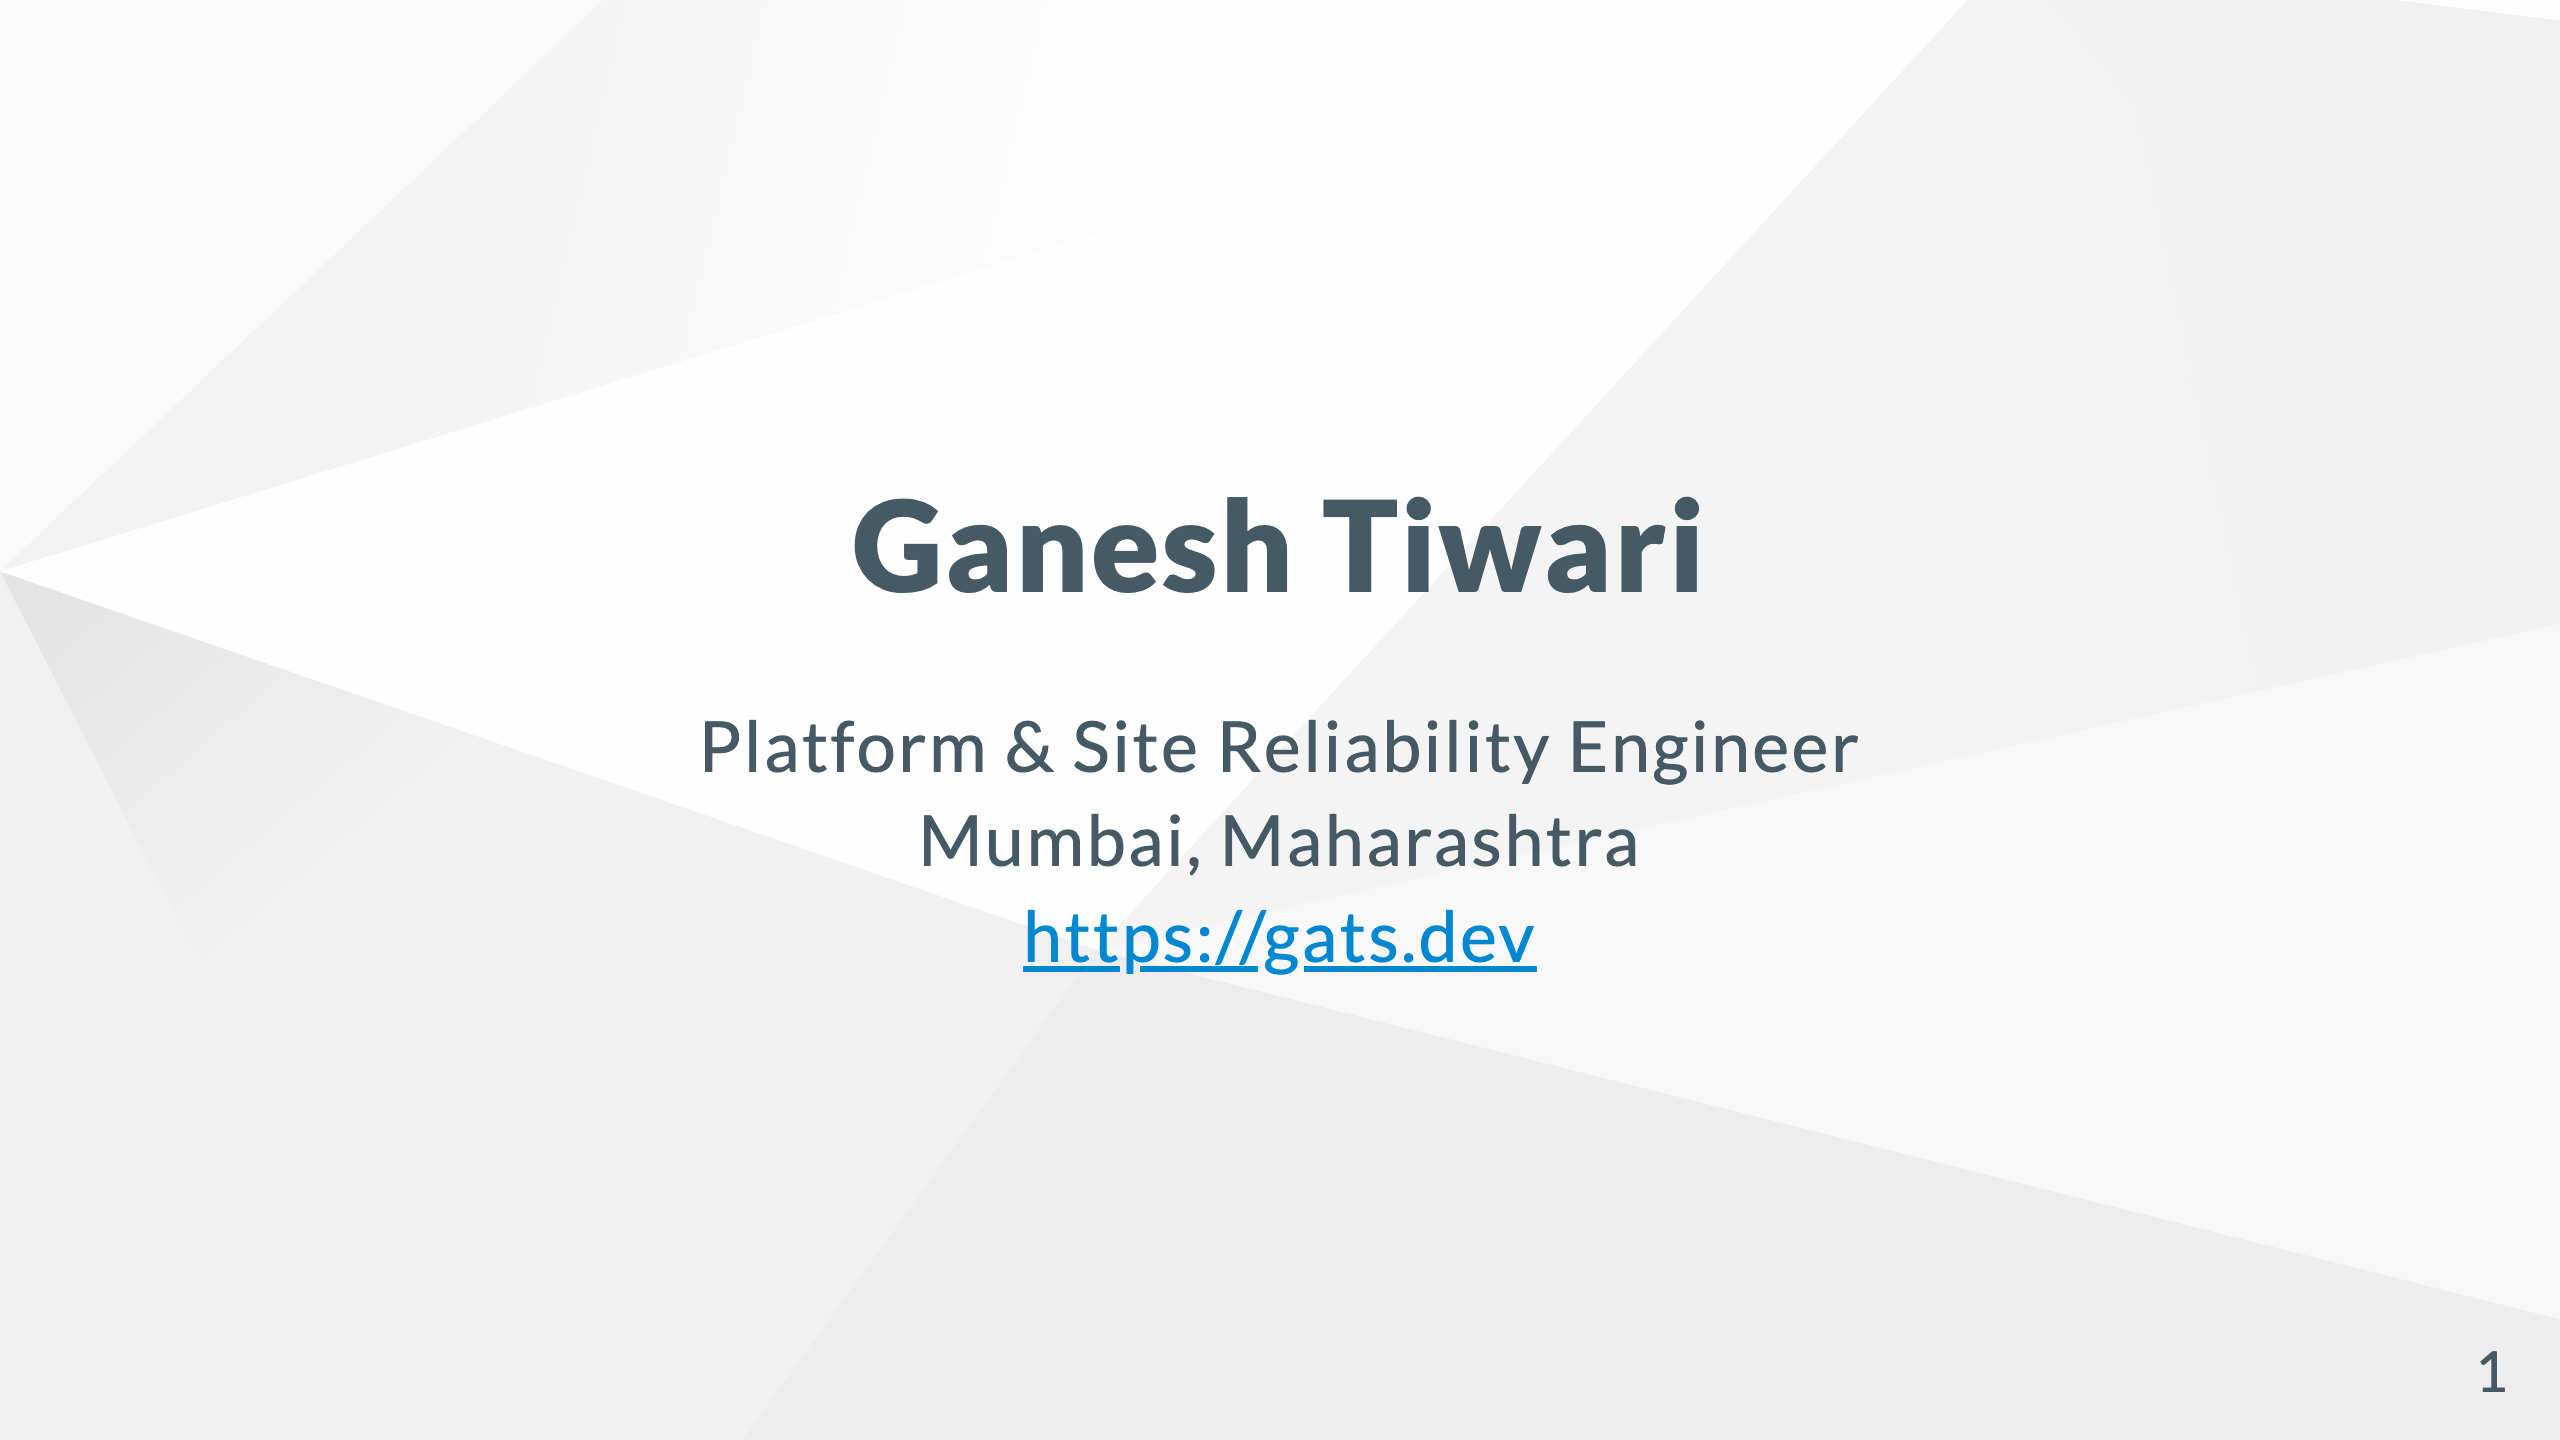 Ganesh Tiwari
Platform & Site Reliability Engineer
Mumbai, Maharashtra
https://gats.dev
1